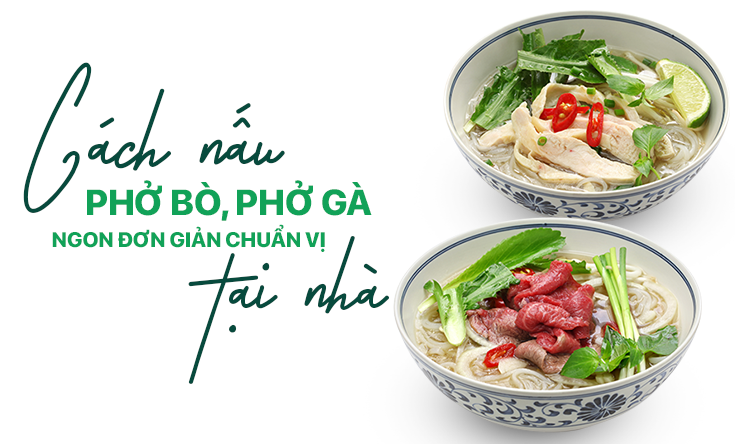 Cách nấu
PHỞ BÒ, PHỞ GÀ
NGON ĐƠN GIẢN CHUẨN VỊ
tại nhà